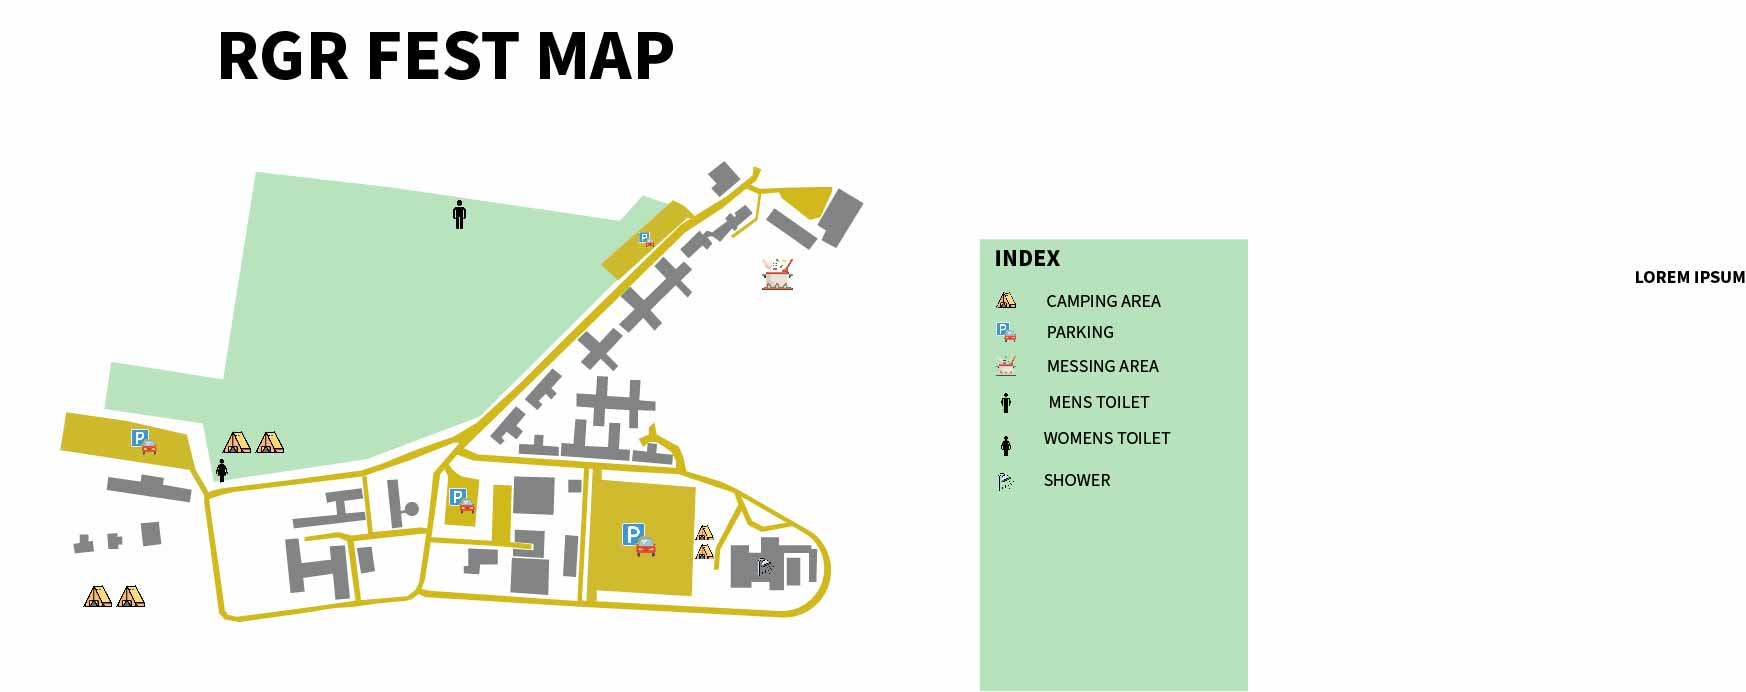 RGR FEST MAP
INDEX
CAMPING AREA
PARKING
MESSING AREA
MENS TOILET
WOMENS TOILET
SHOWER
LOREM IPSUM
P
P
P
P
P